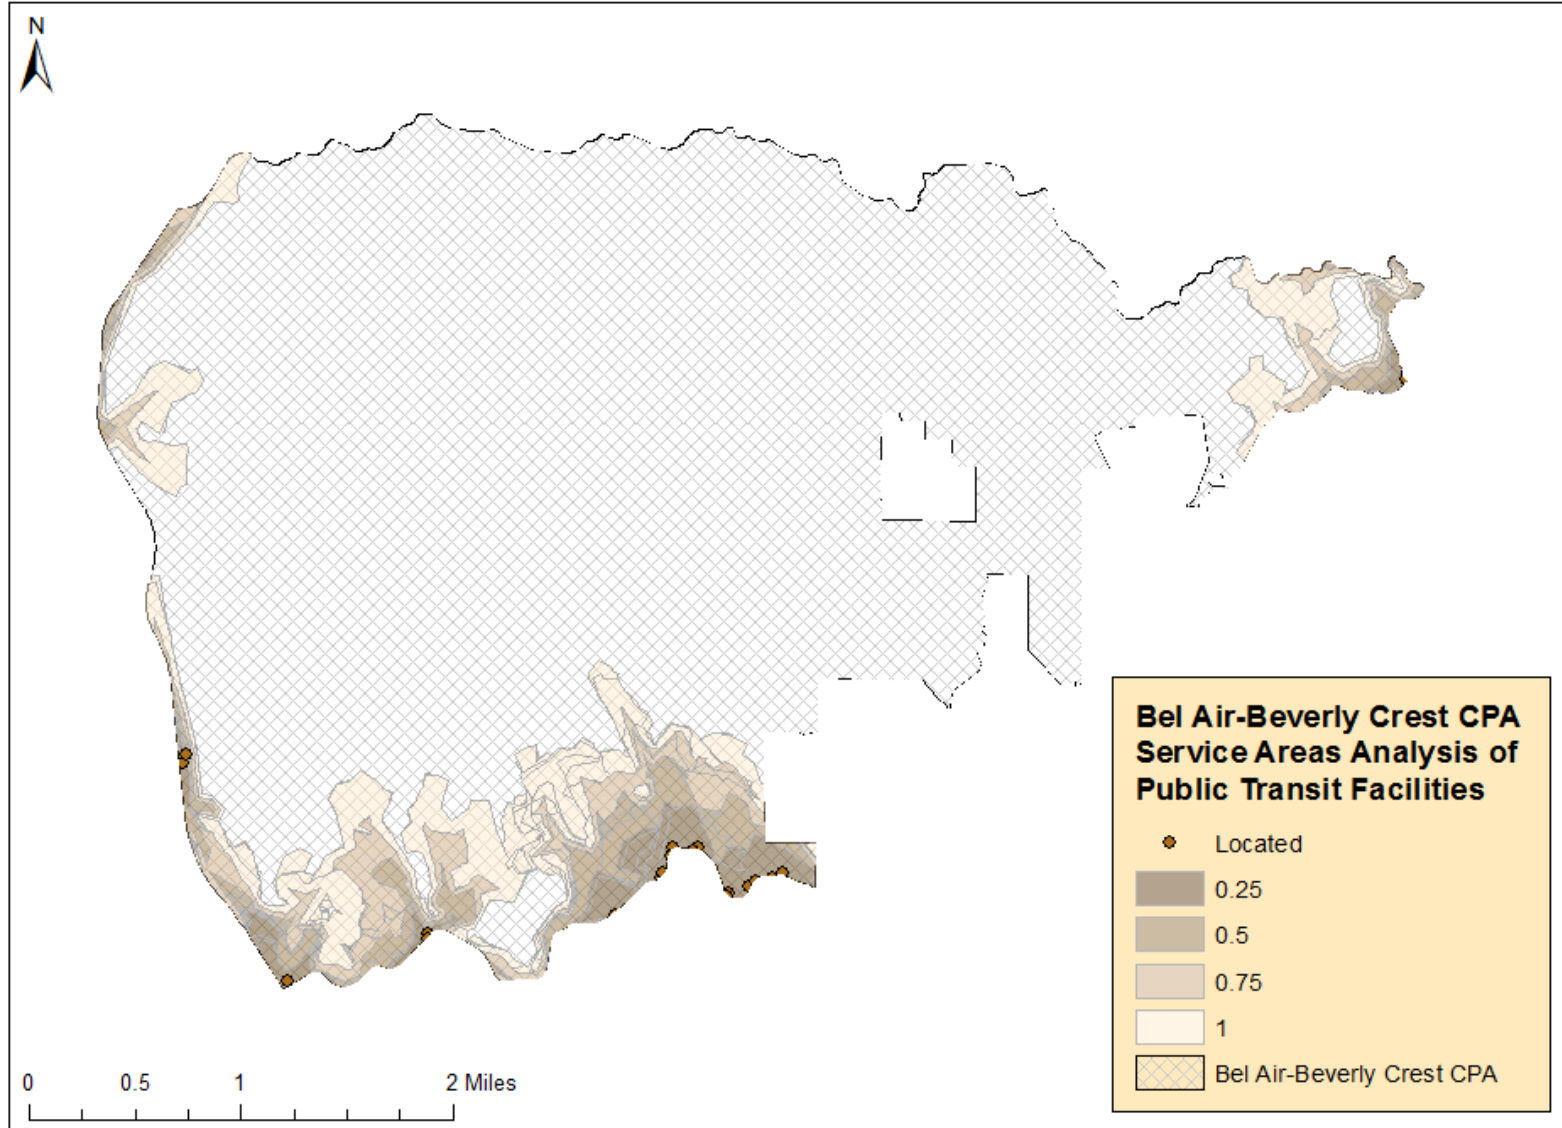 N
Bel Air-Beverly Crest CPA
Service Areas Analysis of
Public Transit Facilities
Located
0.25
0.5
0.75
1
Bel Air-Beverly Crest CPA
0 0.5 1 2 Miles